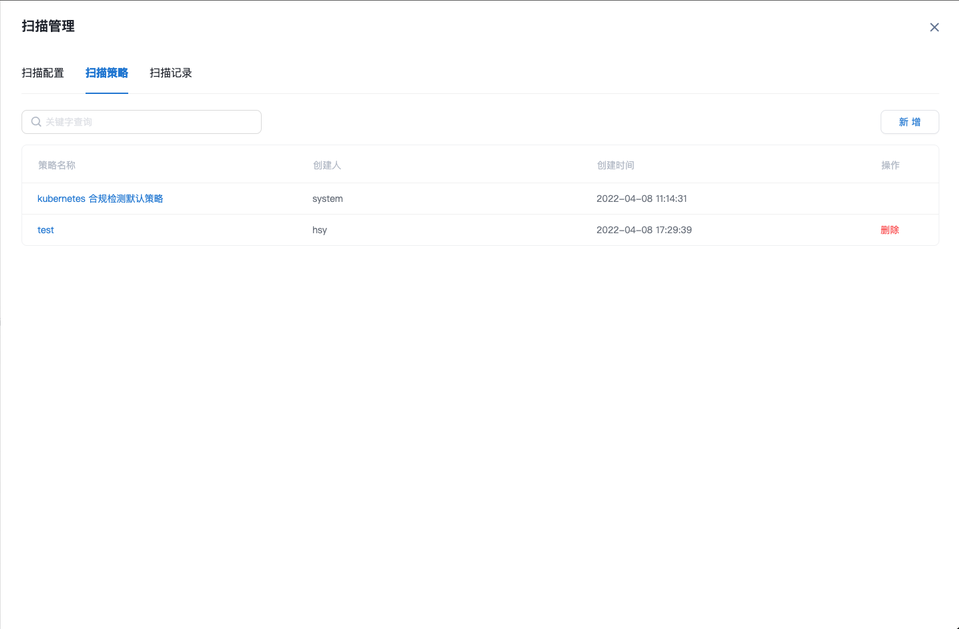 扫描管理
扫描配置 扫描策略 扫描记录
关键字查询 新 增
策略名称 创建人 创建时间 操作
kubernetes 合规检测默认策略 system 2022-04-08 11:14:31
test hsy 2022-04-08 17:29:39 删除